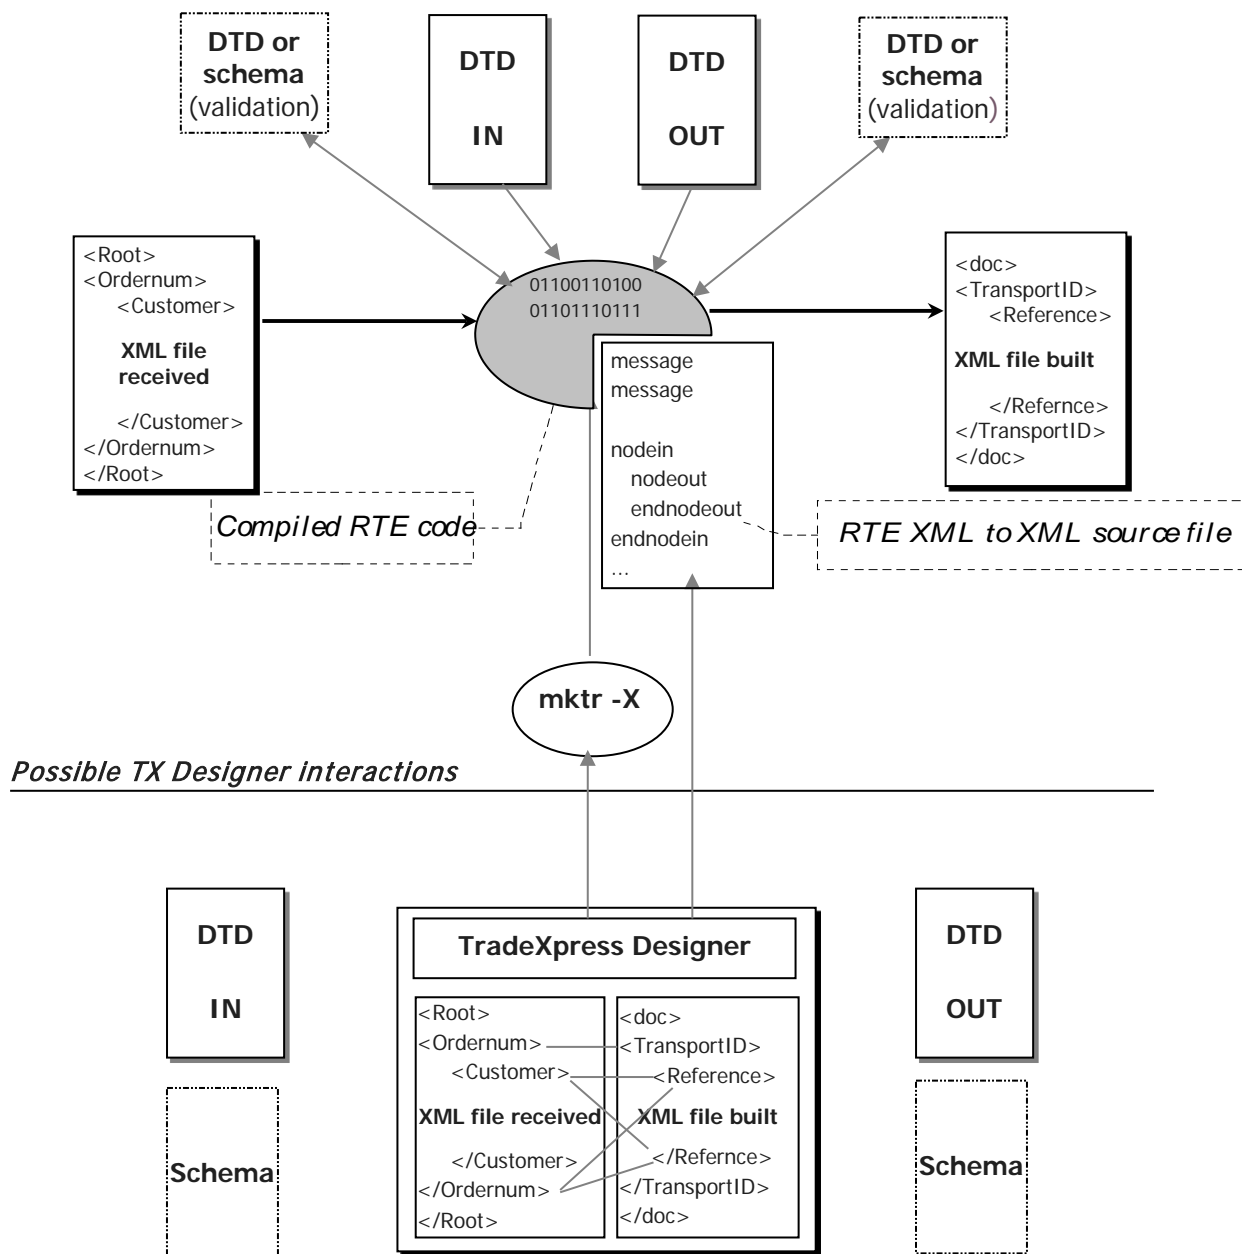 DTD or
schema
(validation)
DTD
IN
DTD
OUT
DTD or
schema
(validation)
<Root>
<Ordernum>
<Customer>
XML file
received
</Customer>
</Ordernum>
</Root>
01100110100
01101110111
<doc>
<TransportID>
<Reference>
XML file built
</Refernce>
</TransportID>
</doc>
message
message
nodein
nodeout
endnodeout
endnodein
...
Compiled RTE code
RTE XML to XML source file
mktr -X
Possible TX Designer interactions
DTD
IN
Schema
TradeXpress Designer
<Root>
<Ordernum>
<Customer>
XML file received
</Customer>
</Ordernum>
</Root>
<doc>
<TransportID>
<Reference>
XML file built
</Refernce>
</TransportID>
</doc>
DTD
OUT
Schema